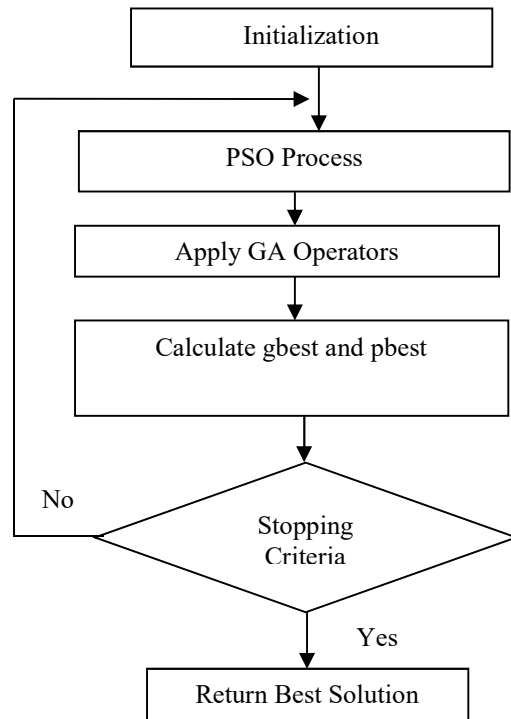 Initialization
PSO Process
Apply GA Operators
Calculate gbest and pbest
No
Stopping
Criteria
Yes
Return Best Solution